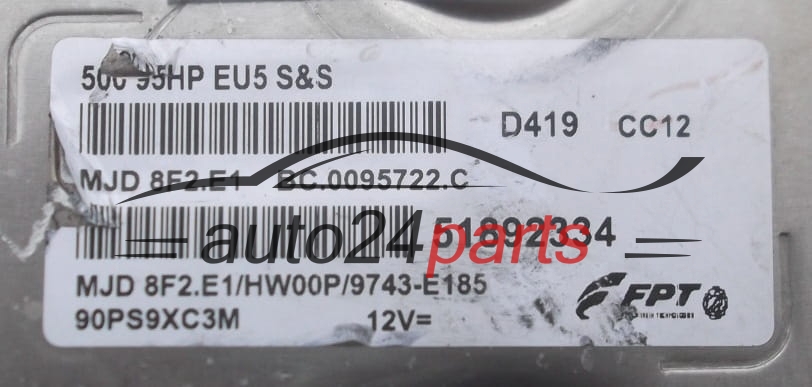 500 95HP EU5 S&S
D419 CC12
MJD 8F2.E1 BC.0095722.C
auto24parts
51892334
MJD 8F2.E1/HW00P/9743-E185
FPT
90PS9XC3M 12V=